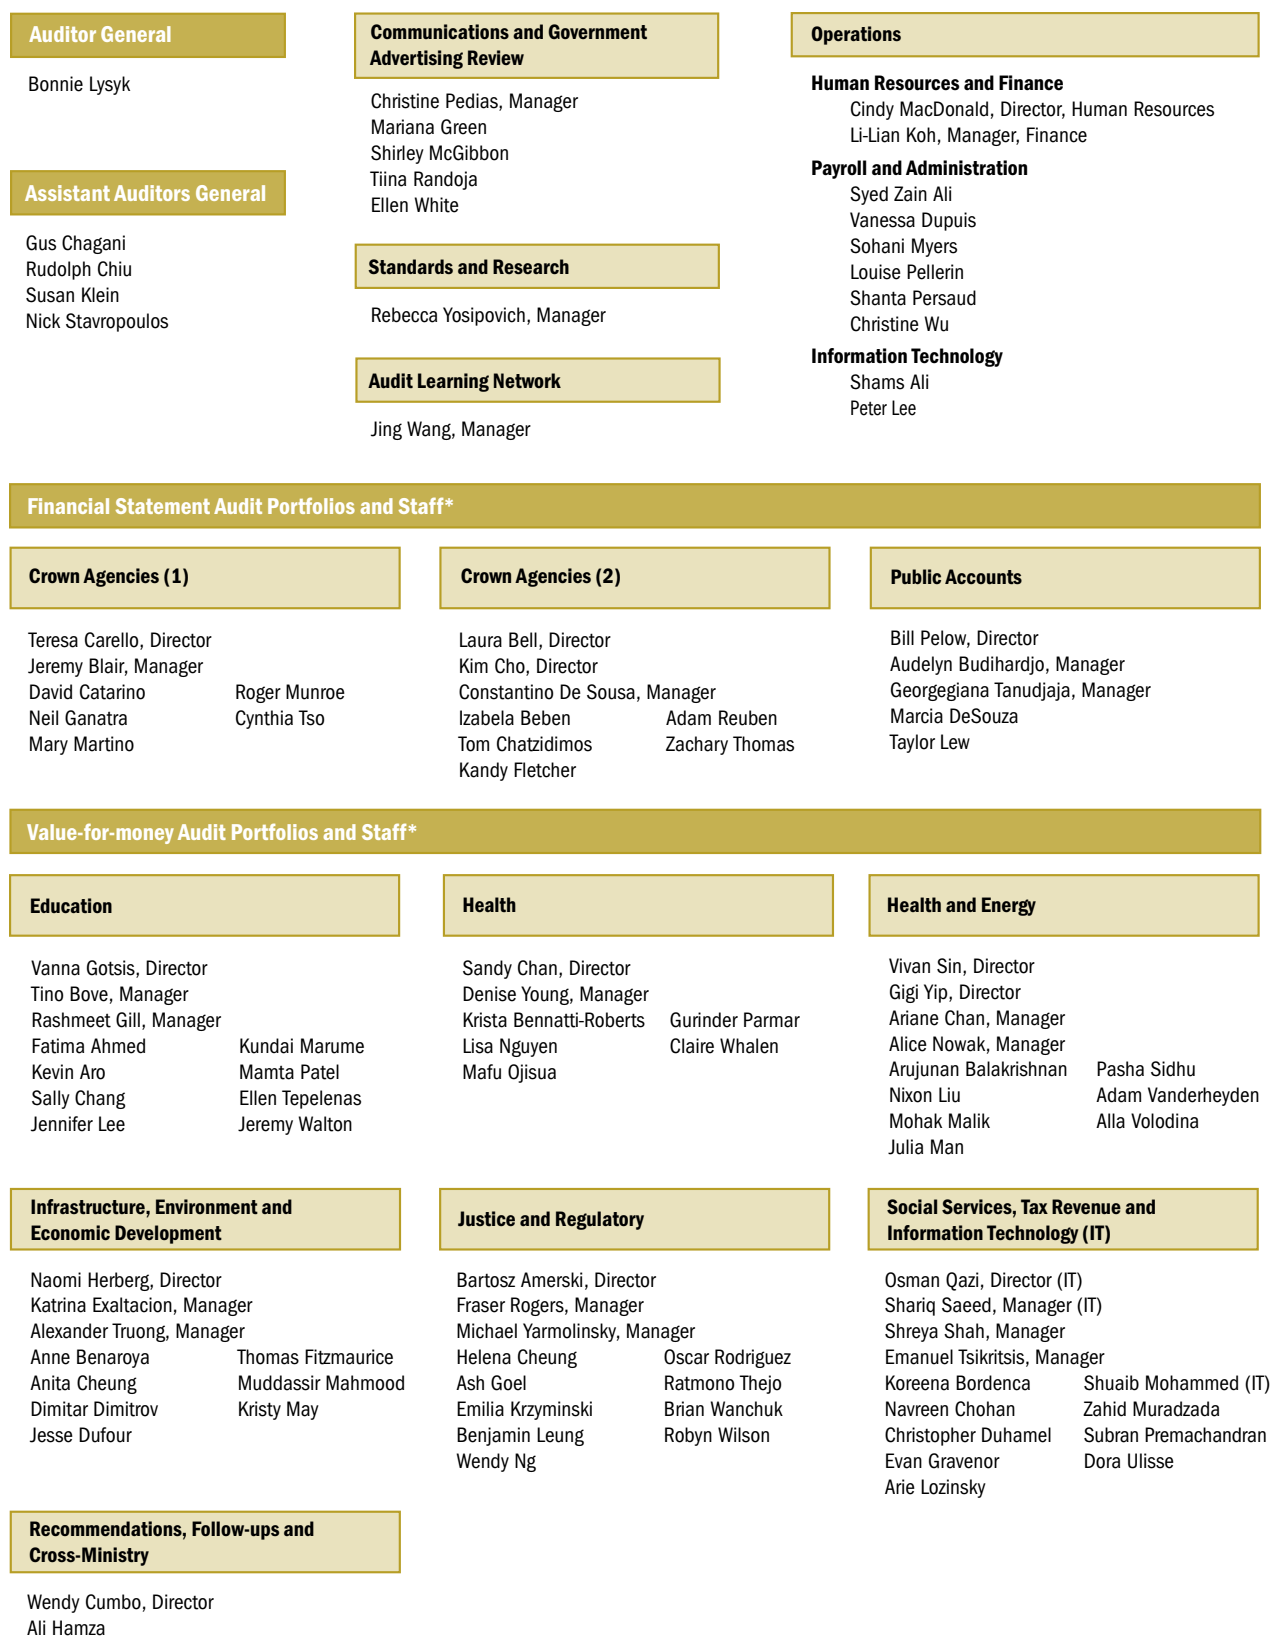 Auditor General
Bonnie Lysyk
Assistant Auditors General
Gus Chagani
Rudolph Chiu
Susan Klein
Nick Stavropoulos
Communications and Government
Advertising Review
Christine Pedias, Manager
Mariana Green
Shirley McGibbon
Tiina Randoja
Ellen White
Standards and Research
Rebecca Yosipovich, Manager
Audit Learning Network
Jing Wang, Manager
Operations
Human Resources and Finance
Cindy MacDonald, Director, Human Resources
Li-Lian Koh, Manager, Finance
Payroll and Administration
Syed Zain Ali
Vanessa Dupuis
Sohani Myers
Louise Pellerin
Shanta Persaud
Christine Wu
Information Technology
Shams Ali
Peter Lee
Financial Statement Audit Portfolios and Staff*
Crown Agencies (1)
Teresa Carello, Director
Jeremy Blair, Manager
David Catarino
Neil Ganatra
Mary Martino
Roger Munroe
Cynthia Tso
Crown Agencies (2)
Laura Bell, Director
Kim Cho, Director
Constantino De Sousa, Manager
Izabela Beben
Tom Chatzidimos
Kandy Fletcher
Adam Reuben
Zachary Thomas
Public Accounts
Bill Pelow, Director
Audelyn Budihardjo, Manager
Georgegiana Tanudjaja, Manager
Marcia DeSouza
Taylor Lew
Value-for-money Audit Portfolios and Staff*
Education
Vanna Gotsis, Director
Tino Bove, Manager
Rashmeet Gill, Manager
Fatima Ahmed
Kevin Aro
Sally Chang
Jennifer Lee
Kundai Marume
Mamta Patel
Ellen Tepelenas
Jeremy Walton
Health
Sandy Chan, Director
Denise Young, Manager
Krista Bennatti-Roberts
Lisa Nguyen
Mafu Ojisua
Gurinder Parmar
Claire Whalen
Health and Energy
Vivan Sin, Director
Gigi Yip, Director
Ariane Chan, Manager
Alice Nowak, Manager
Arujunan Balakrishnan
Nixon Liu
Mohak Malik
Julia Man
Pasha Sidhu
Adam Vanderheyden
Alla Volodina
Infrastructure, Environment and
Economic Development
Naomi Herberg, Director
Katrina Exaltacion, Manager
Alexander Truong, Manager
Anne Benaroya
Anita Cheung
Dimitar Dimitrov
Jesse Dufour
Thomas Fitzmaurice
Muddassir Mahmood
Kristy May
Justice and Regulatory
Bartosz Amerski, Director
Fraser Rogers, Manager
Michael Yarmolinsky, Manager
Helena Cheung
Ash Goel
Emilia Krzyminski
Benjamin Leung
Wendy Ng
Oscar Rodriguez
Ratmono Thejo
Brian Wanchuk
Robyn Wilson
Social Services, Tax Revenue and
Information Technology (IT)
Osman Qazi, Director (IT)
Shariq Saeed, Manager (IT)
Shreya Shah, Manager
Emanuel Tsikritsis, Manager
Koreena Bordenca
Navreen Chohan
Christopher Duhamel
Evan Gravenor
Arie Lozinsky
Shuaib Mohammed (IT)
Zahid Muradzada
Subran Premachandran
Dora Ulisse
Recommendations, Follow-ups and
Cross-Ministry
Wendy Cumbo, Director
Ali Hamza